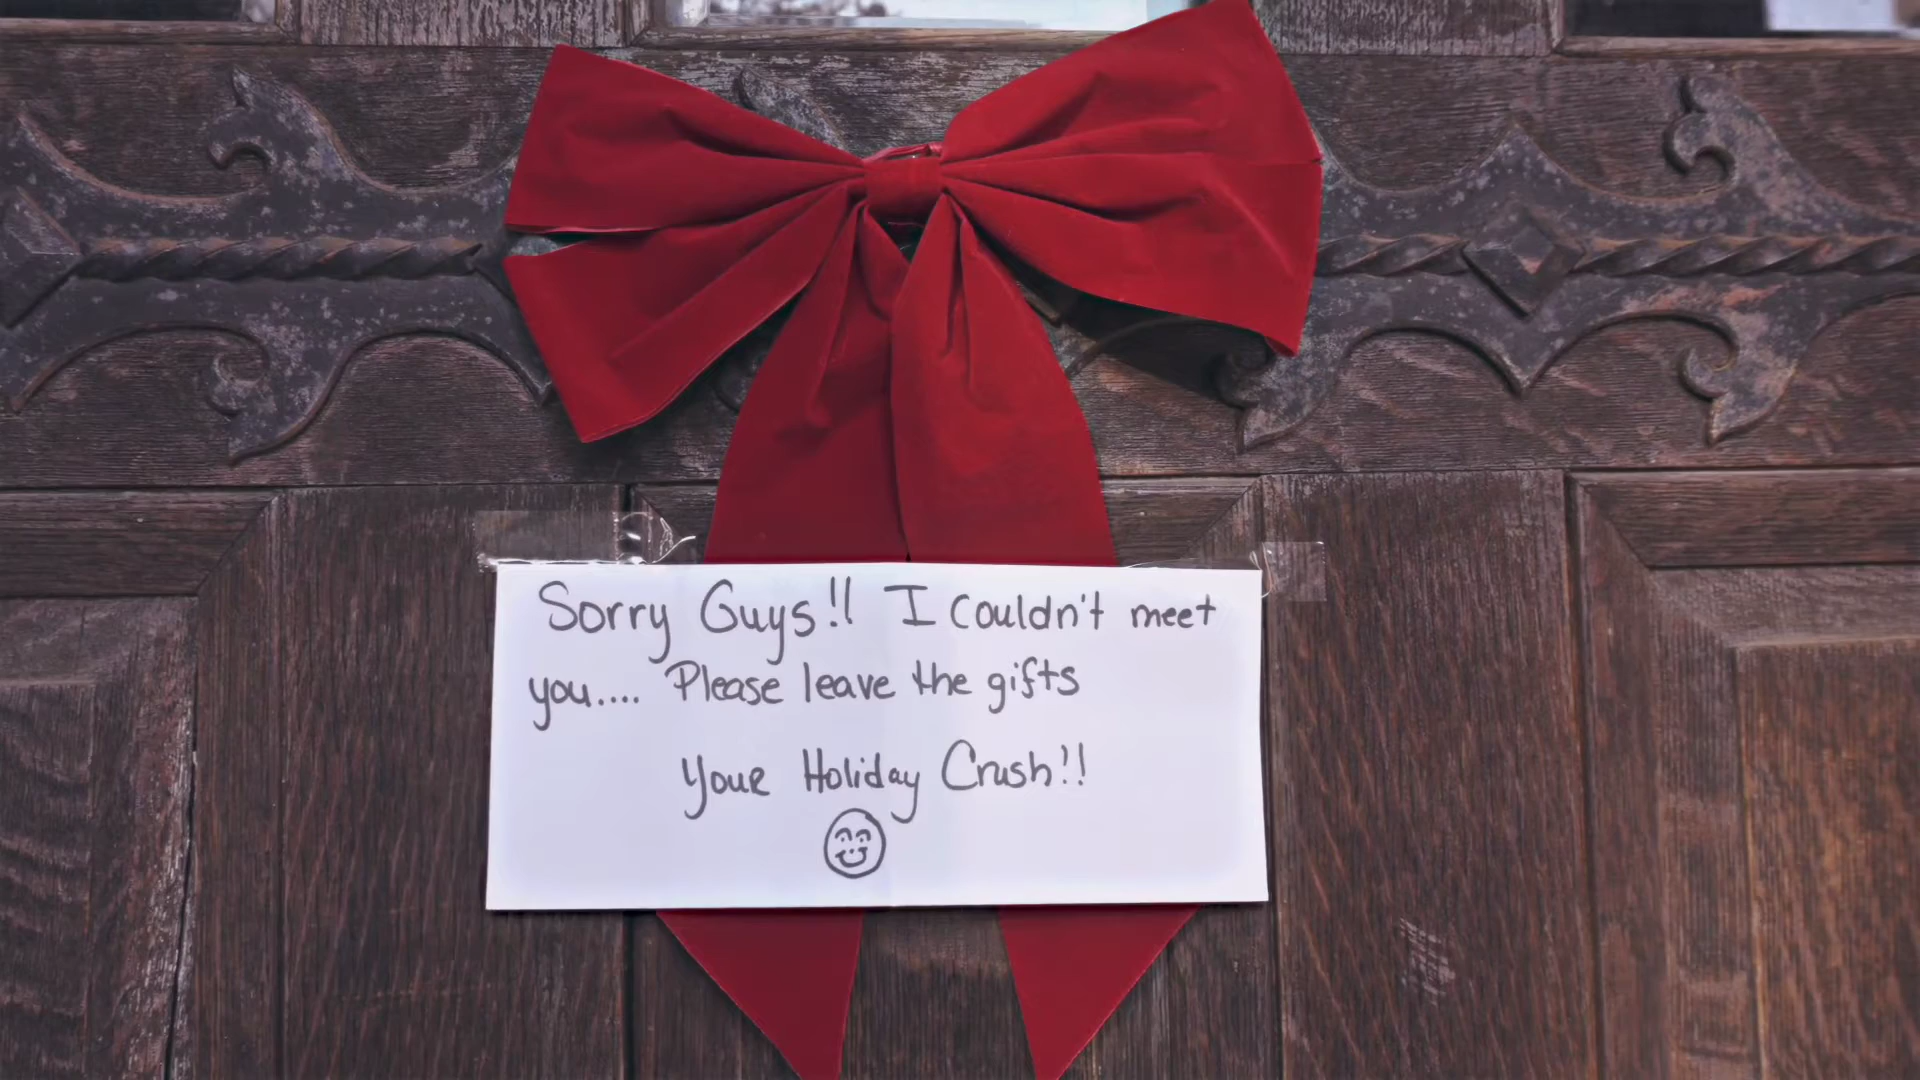 Sorry Guys!! I couldn't meet
you.... Please leave the gifts
Your Holiday Crush!!